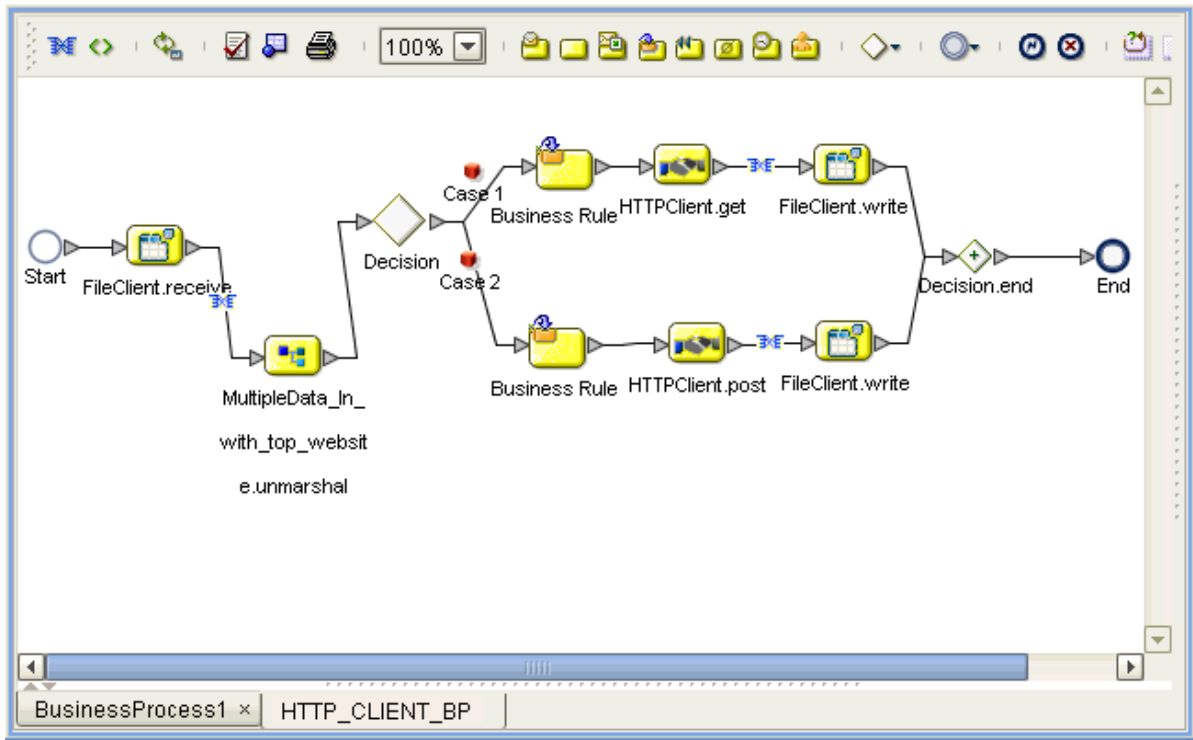 100%
Case 1
Business Rule
HTTPClient.get
FileClient.write
Start
FileClient.receive
Decision
Case 2
Decision.end
End
Business Rule
HTTPClient.post
FileClient.write
MultipleData_In_
with_top_websit
e.unmarshal
BusinessProcess1 ×
HTTP_CLIENT_BP